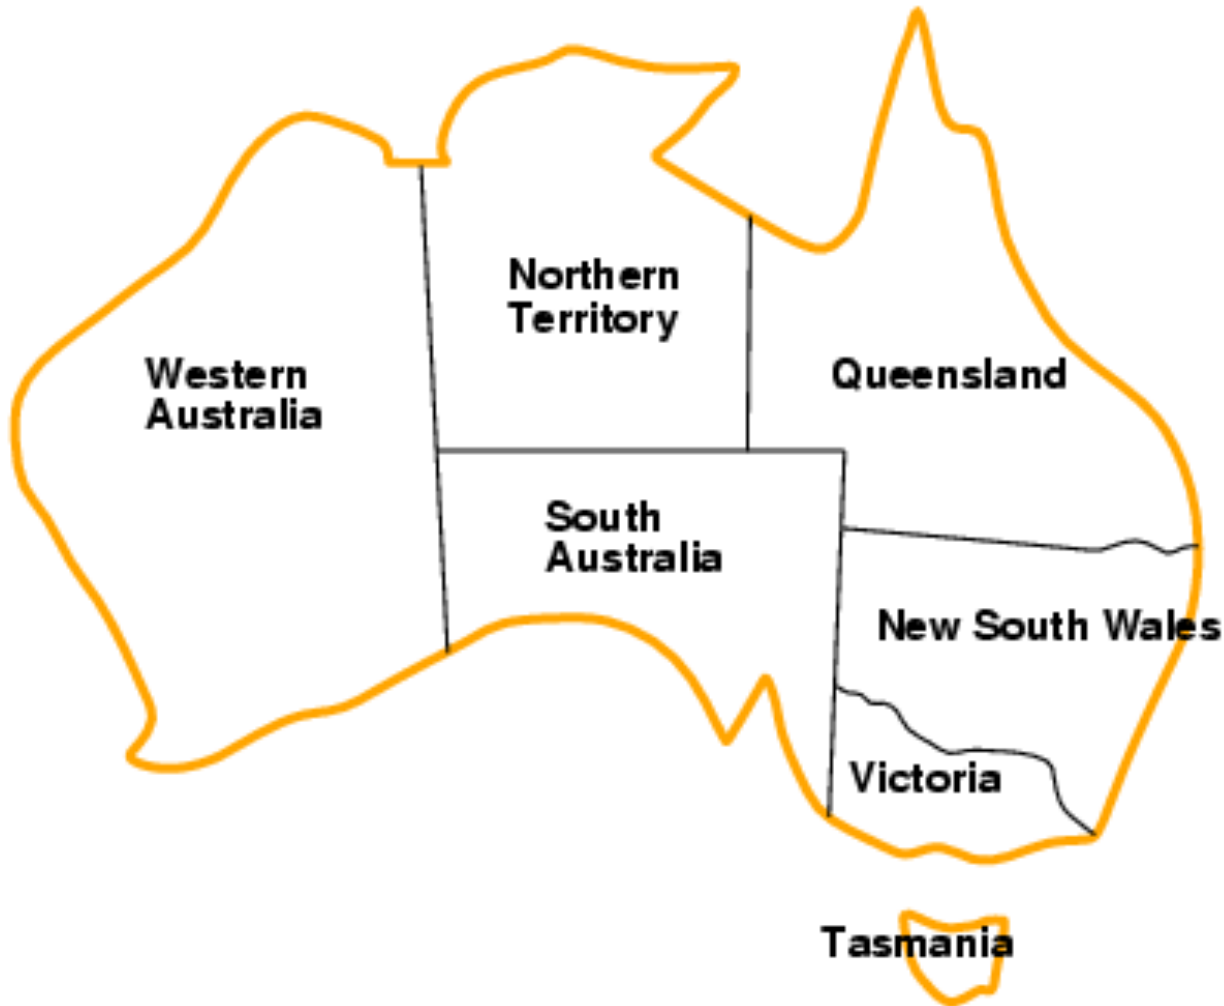 Northern
Territory
Western
Australia
Queensland
South
Australia
New South Wales
Victoria
Tasmania